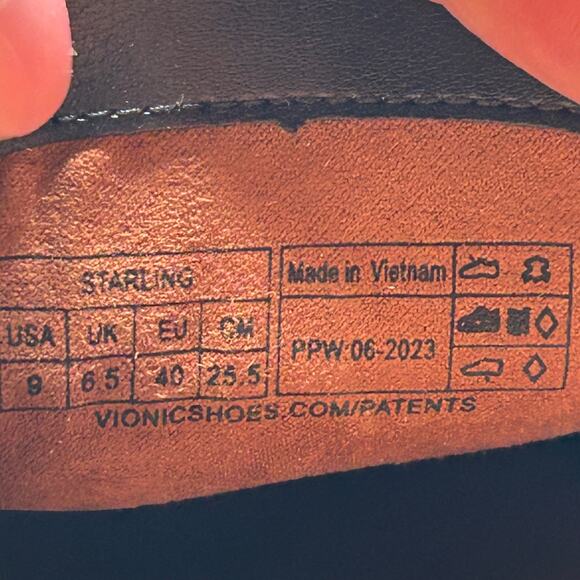 STARLING
USA UK EU CM
9 6.5 40 25.5
Made in Vietnam
PPW:06-2023
VIONICSHOES.COM/PATENTS